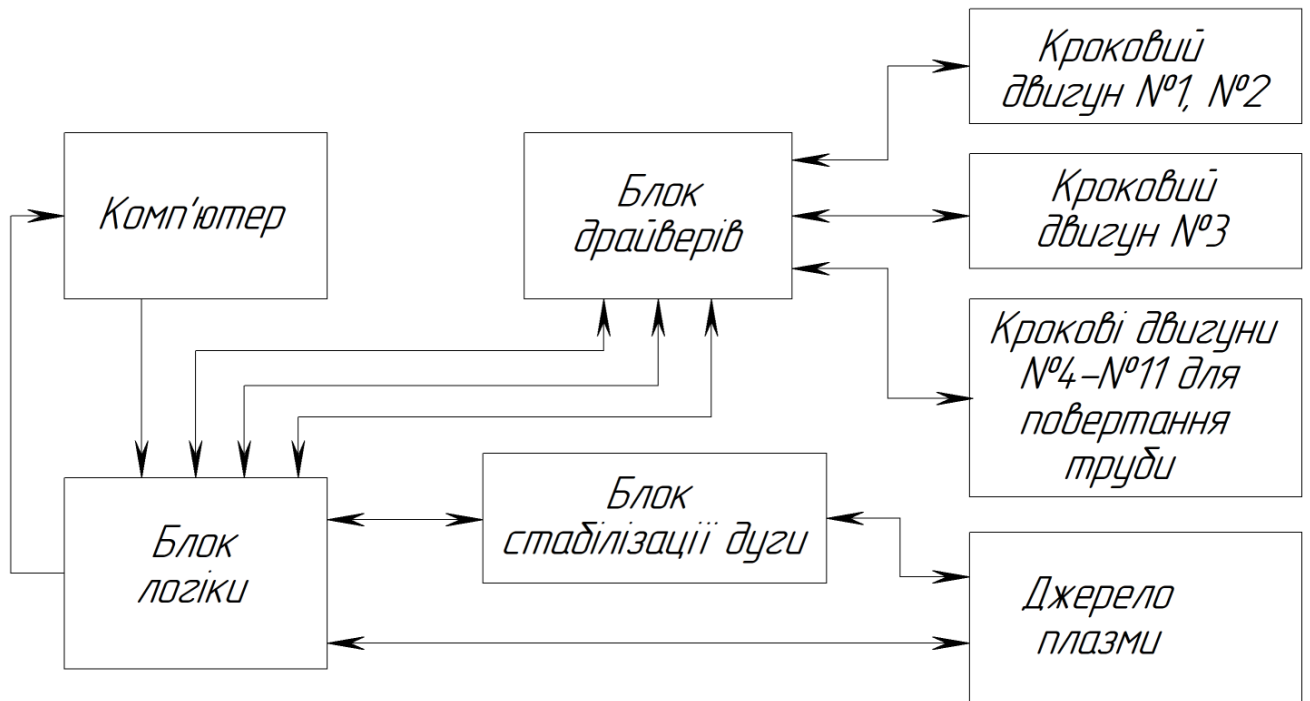 Кроковий
двигун №1, №2
Комп'ютер
Блок
драйверів
Кроковий
двигун №3
Крокові двигуни
№4-№11 для
повертання
труби
Блок
логіки
Блок
стабілізації дуги
Джерело
плазми